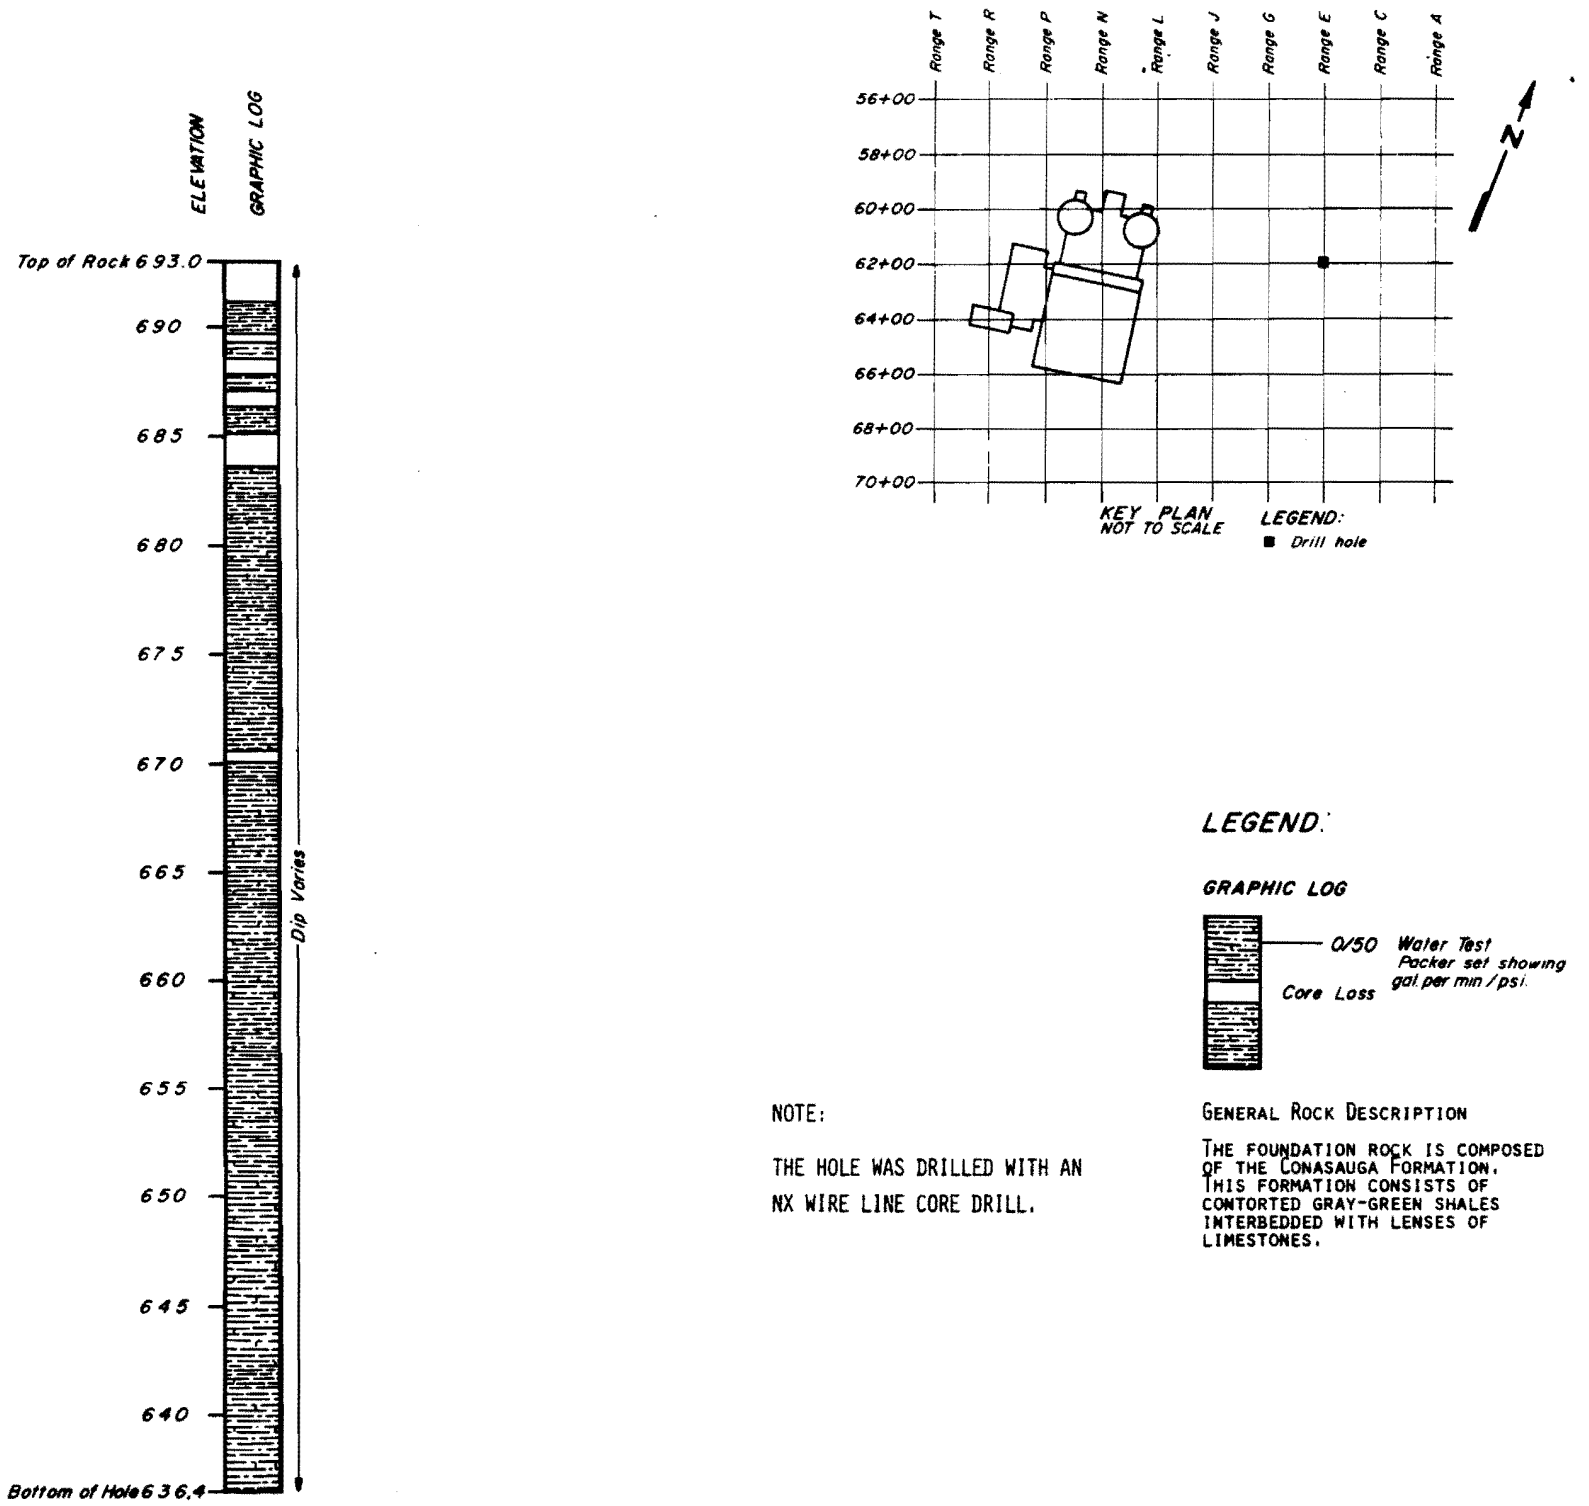 ELEVATION
GRAPHIC LOG
Top of Rock 693.0
690
685
680
675
670
665
660
655
650
645
640
Bottom of Hole 636.4
Dip Varies
Range T
Range R
Range P
Range N
Range L
Range J
Range G
Range E
Range C
Range A
56+00
58+00
60+00
62+00
64+00
66+00
68+00
70+00
N
KEY PLAN
NOT TO SCALE
LEGEND:
Drill hole
LEGEND:
GRAPHIC LOG
0/50 Water Test
Packer set showing
gal. per min/psi.
Core Loss
NOTE:
THE HOLE WAS DRILLED WITH AN
NX WIRE LINE CORE DRILL.
GENERAL ROCK DESCRIPTION
THE FOUNDATION ROCK IS COMPOSED
OF THE CONASAUGA FORMATION.
THIS FORMATION CONSISTS OF
CONTORTED GRAY-GREEN SHALES
INTERBEDDED WITH LENSES OF
LIMESTONES.